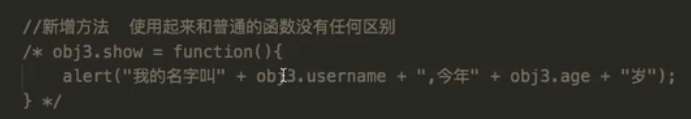 //新增方法  使用起来和普通的函数没有任何区别
/* obj3.show = function(){
    alert("我的名字叫" + obj3.username + ",今年" + obj3.age + "岁");
} */